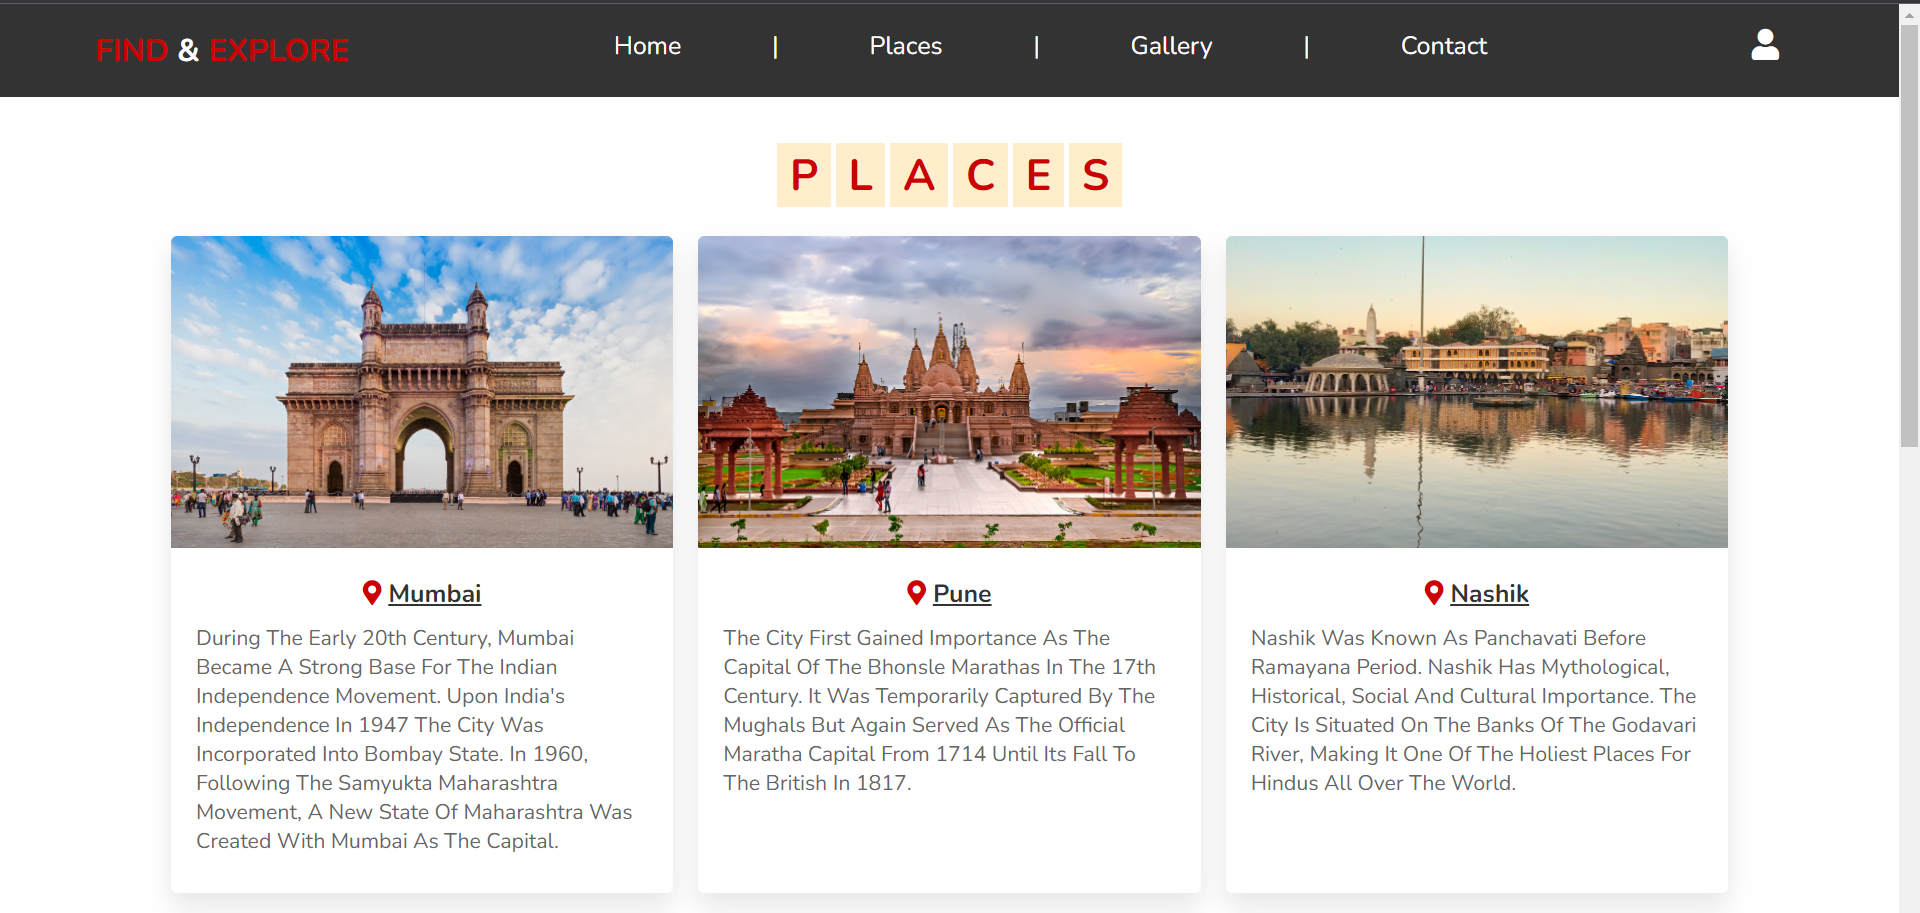 FIND & EXPLORE
Home | Places | Gallery | Contact
PLACES
Mumbai
During The Early 20th Century, Mumbai
Became A Strong Base For The Indian
Independence Movement. Upon India's
Independence In 1947 The City Was
Incorporated Into Bombay State. In 1960,
Following The Samyukta Maharashtra
Movement, A New State Of Maharashtra Was
Created With Mumbai As The Capital.
Pune
The City First Gained Importance As The
Capital Of The Bhonsle Marathas In The 17th
Century. It Was Temporarily Captured By The
Mughals But Again Served As The Official
Maratha Capital From 1714 Until Its Fall To
The British In 1817.
Nashik
Nashik Was Known As Panchavati Before
Ramayana Period. Nashik Has Mythological,
Historical, Social And Cultural Importance. The
City Is Situated On The Banks Of The Godavari
River, Making It One Of The Holiest Places For
Hindus All Over The World.